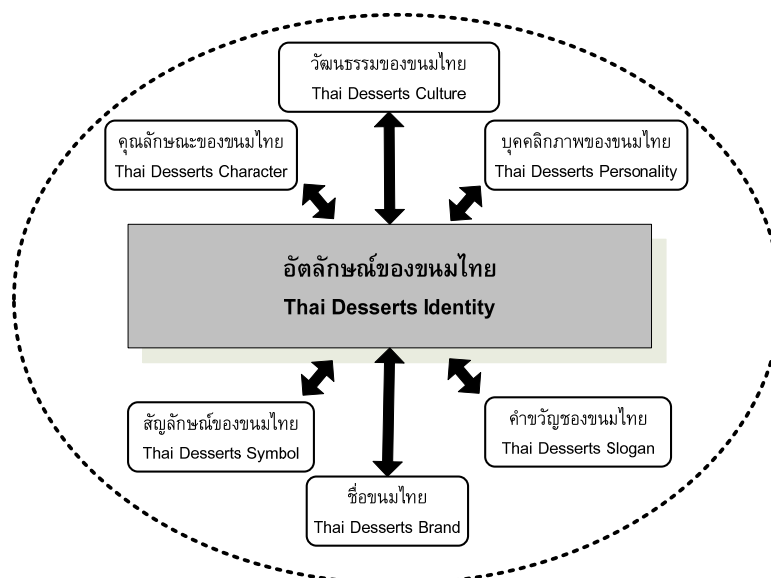 วัฒนธรรมของขนมไทย
Thai Desserts Culture
คุณลักษณะของขนมไทย
Thai Desserts Character
บุคคลิกภาพของขนมไทย
Thai Desserts Personality
อัตลักษณ์ของขนมไทย
Thai Desserts Identity
สัญลักษณ์ของขนมไทย
Thai Desserts Symbol
คำขวัญชองขนมไทย
Thai Desserts Slogan
ชื่อขนมไทย
Thai Desserts Brand